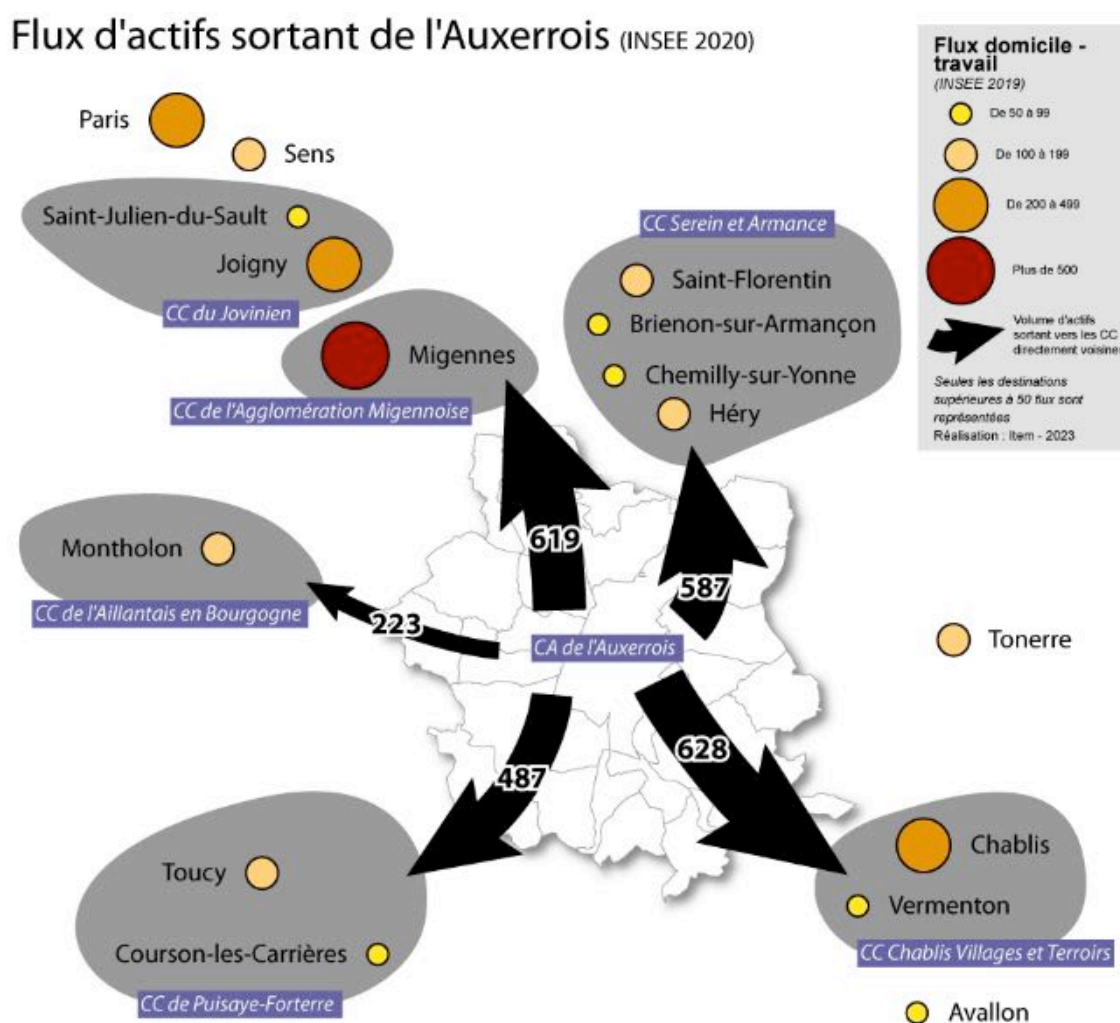 Flux d'actifs sortant de l'Auxerrois (INSEE 2020)
Flux domicile -
travail
(INSEE 2019)
De 50 à 99
De 100 à 199
De 200 à 499
Plus de 500
Volume d'actifs
sortant vers les CC
directement voisines
Seules les destinations
supérieures à 50 flux sont
représentées
Réalisation : Item - 2023
Paris
Sens
Saint-Julien-du-Sault
Joigny
CC du Jovinien
Migennes
CC de l'Agglomération Migennoise
CC Serein et Armance
Saint-Florentin
Brienon-sur-Armançon
Chemilly-sur-Yonne
Héry
Montholon
CC de l'Aillantais en Bourgogne
619
587
223
CA de l'Auxerrois
Tonerre
487
628
Toucy
Courson-les-Carrières
CC de Puisaye-Forterre
Chablis
Vermenton
CC Chablis Villages et Terroirs
Avallon